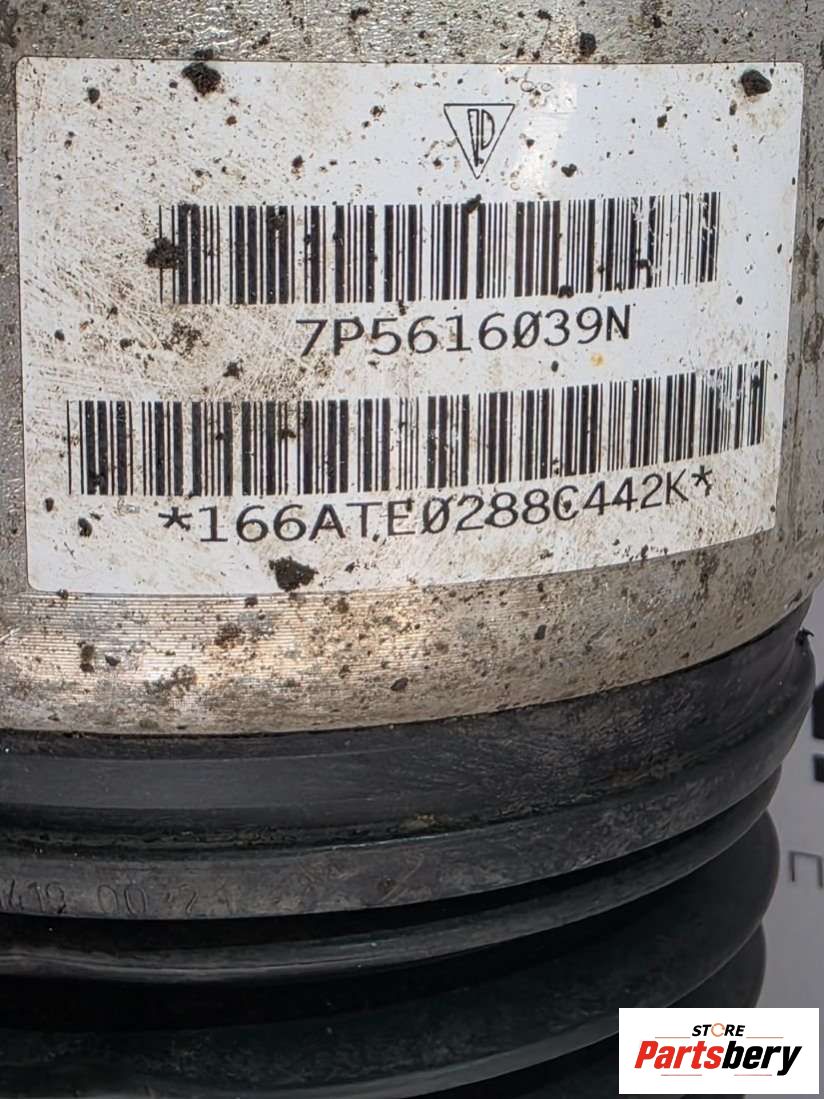 7P5616039N
*166ATE0288C442K*
STORE
Partsbery